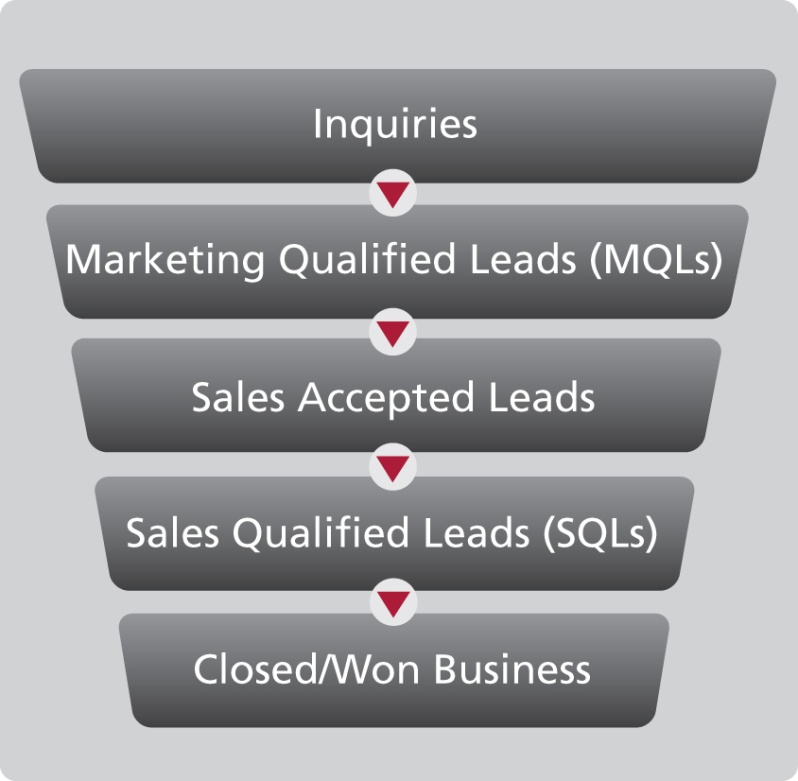 Inquiries
Marketing Qualified Leads (MQLs)
Sales Accepted Leads
Sales Qualified Leads (SQLs)
Closed/Won Business